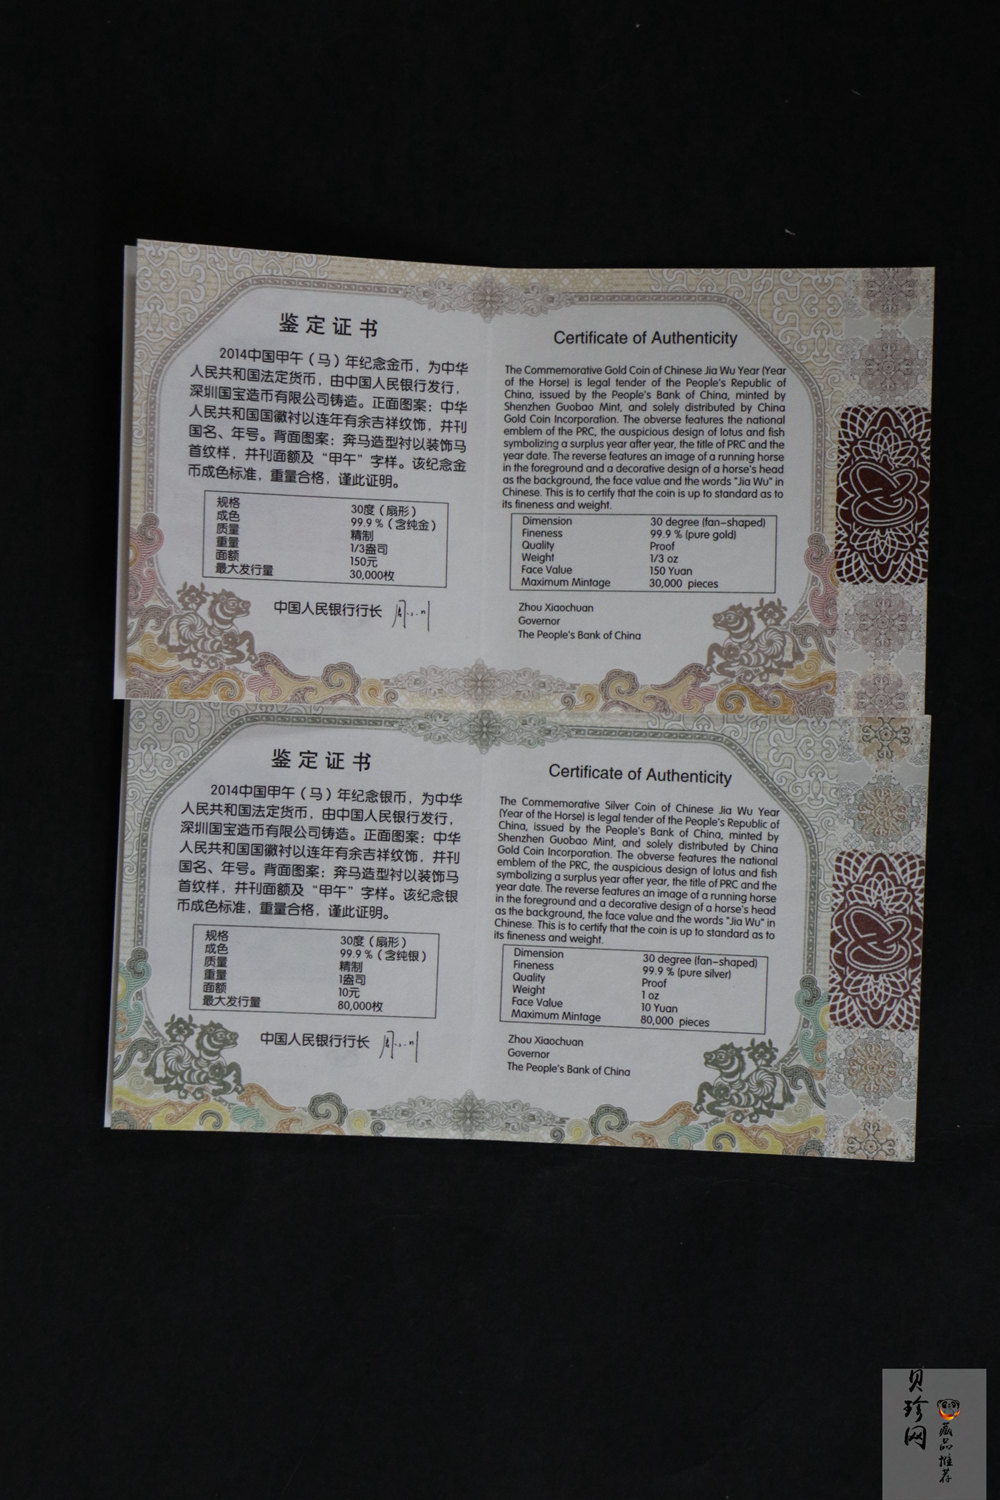 鉴定证书
2014中国甲午（马）年纪念金币，为中华
人民共和国法定货币，由中国人民银行发行，
深圳国宝造币有限公司铸造。正面图案：中华
人民共和国国徽衬以连年有余吉祥纹饰，并刊
国名、年号。背面图案：奔马造型衬以装饰马
首纹样，并刊面额及“甲午”字样。该纪念金
币成色标准，重量合格，谨此证明。
规格 30度（扇形）
成色 99.9％（含纯金）
质量 精制
重量 1/3盎司
面额 150元
最大发行量 30,000枚
中国人民银行行长
Certificate of Authenticity
The Commemorative Gold Coin of Chinese Jia Wu Year (Year
of the Horse) is legal tender of the People's Republic of
China, issued by the People's Bank of China, minted by
Shenzhen Guobao Mint, and solely distributed by China
Gold Coin Incorporation. The obverse features the national
emblem of the PRC, the auspicious design of lotus and fish
symbolizing a surplus year after year, the title of PRC and the
year date. The reverse features an image of a running horse
in the foreground and a decorative design of a horse's head
as the background, the face value and the words "Jia Wu" in
Chinese. This is to certify that the coin is up to standard as to
its fineness and weight.
Dimension 30 degree (fan-shaped)
Fineness 99.9 % (pure gold)
Quality Proof
Weight 1/3 oz
Face Value 150 Yuan
Maximum Mintage 30,000 pieces
Zhou Xiaochuan
Governor
The People's Bank of China
鉴定证书
2014中国甲午（马）年纪念银币，为中华
人民共和国法定货币，由中国人民银行发行，
深圳国宝造币有限公司铸造。正面图案：中华
人民共和国国徽衬以连年有余吉祥纹饰，并刊
国名、年号。背面图案：奔马造型衬以装饰马
首纹样，并刊面额及“甲午”字样。该纪念银
币成色标准，重量合格，谨此证明。
规格 30度（扇形）
成色 99.9％（含纯银）
质量 精制
重量 1盎司
面额 10元
最大发行量 80,000枚
中国人民银行行长
Certificate of Authenticity
The Commemorative Silver Coin of Chinese Jia Wu Year
(Year of the Horse) is legal tender of the People's Republic of
China, issued by the People's Bank of China, minted by
Shenzhen Guobao Mint, and solely distributed by China
Gold Coin Incorporation. The obverse features the national
emblem of the PRC, the auspicious design of lotus and fish
symbolizing a surplus year after year, the title of PRC and the
year date. The reverse features an image of a running horse
in the foreground and a decorative design of a horse's head
as the background, the face value and the words "Jia Wu" in
Chinese. This is to certify that the coin is up to standard as to
its fineness and weight.
Dimension 30 degree (fan-shaped)
Fineness 99.9 % (pure silver)
Quality Proof
Weight 1 oz
Face Value 10 Yuan
Maximum Mintage 80,000 pieces
Zhou Xiaochuan
Governor
The People's Bank of China
贝珍网
藏品推荐